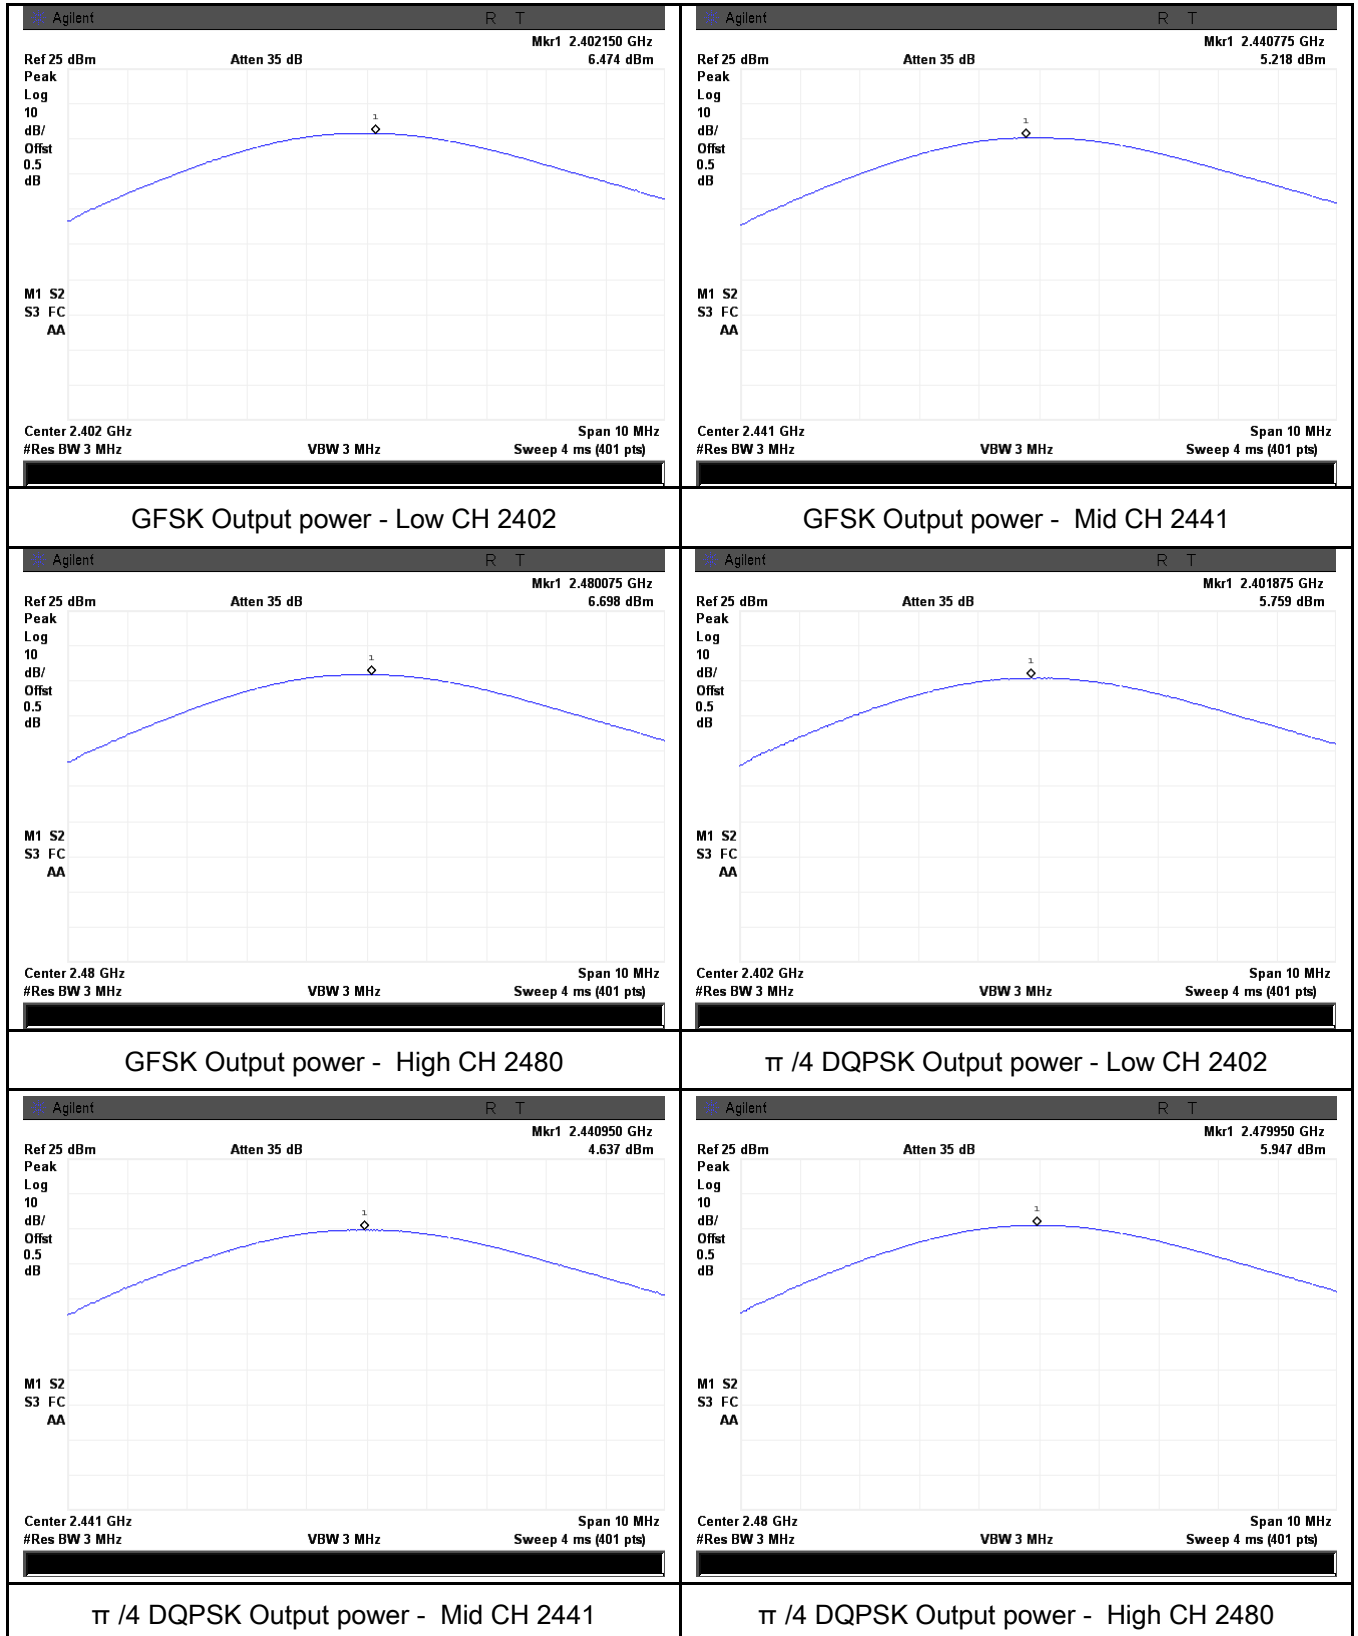 Agilent R T
Mkr1 2.402150 GHz
Ref 25 dBm Atten 35 dB 6.474 dBm
Peak
Log
10
dB/
Offst
0.5
dB
1
M1 S2
S3 FC
AA
Center 2.402 GHz Span 10 MHz
#Res BW 3 MHz VBW 3 MHz Sweep 4 ms (401 pts)
GFSK Output power - Low CH 2402
Agilent R T
Mkr1 2.440775 GHz
Ref 25 dBm Atten 35 dB 5.218 dBm
Peak
Log
10
dB/
Offst
0.5
dB
1
M1 S2
S3 FC
AA
Center 2.441 GHz Span 10 MHz
#Res BW 3 MHz VBW 3 MHz Sweep 4 ms (401 pts)
GFSK Output power - Mid CH 2441
Agilent R T
Mkr1 2.480075 GHz
Ref 25 dBm Atten 35 dB 6.698 dBm
Peak
Log
10
dB/
Offst
0.5
dB
1
M1 S2
S3 FC
AA
Center 2.48 GHz Span 10 MHz
#Res BW 3 MHz VBW 3 MHz Sweep 4 ms (401 pts)
GFSK Output power - High CH 2480
Agilent R T
Mkr1 2.401875 GHz
Ref 25 dBm Atten 35 dB 5.759 dBm
Peak
Log
10
dB/
Offst
0.5
dB
1
M1 S2
S3 FC
AA
Center 2.402 GHz Span 10 MHz
#Res BW 3 MHz VBW 3 MHz Sweep 4 ms (401 pts)
π /4 DQPSK Output power - Low CH 2402
Agilent R T
Mkr1 2.440950 GHz
Ref 25 dBm Atten 35 dB 4.637 dBm
Peak
Log
10
dB/
Offst
0.5
dB
1
M1 S2
S3 FC
AA
Center 2.441 GHz Span 10 MHz
#Res BW 3 MHz VBW 3 MHz Sweep 4 ms (401 pts)
π /4 DQPSK Output power - Mid CH 2441
Agilent R T
Mkr1 2.479950 GHz
Ref 25 dBm Atten 35 dB 5.947 dBm
Peak
Log
10
dB/
Offst
0.5
dB
1
M1 S2
S3 FC
AA
Center 2.48 GHz Span 10 MHz
#Res BW 3 MHz VBW 3 MHz Sweep 4 ms (401 pts)
π /4 DQPSK Output power - High CH 2480